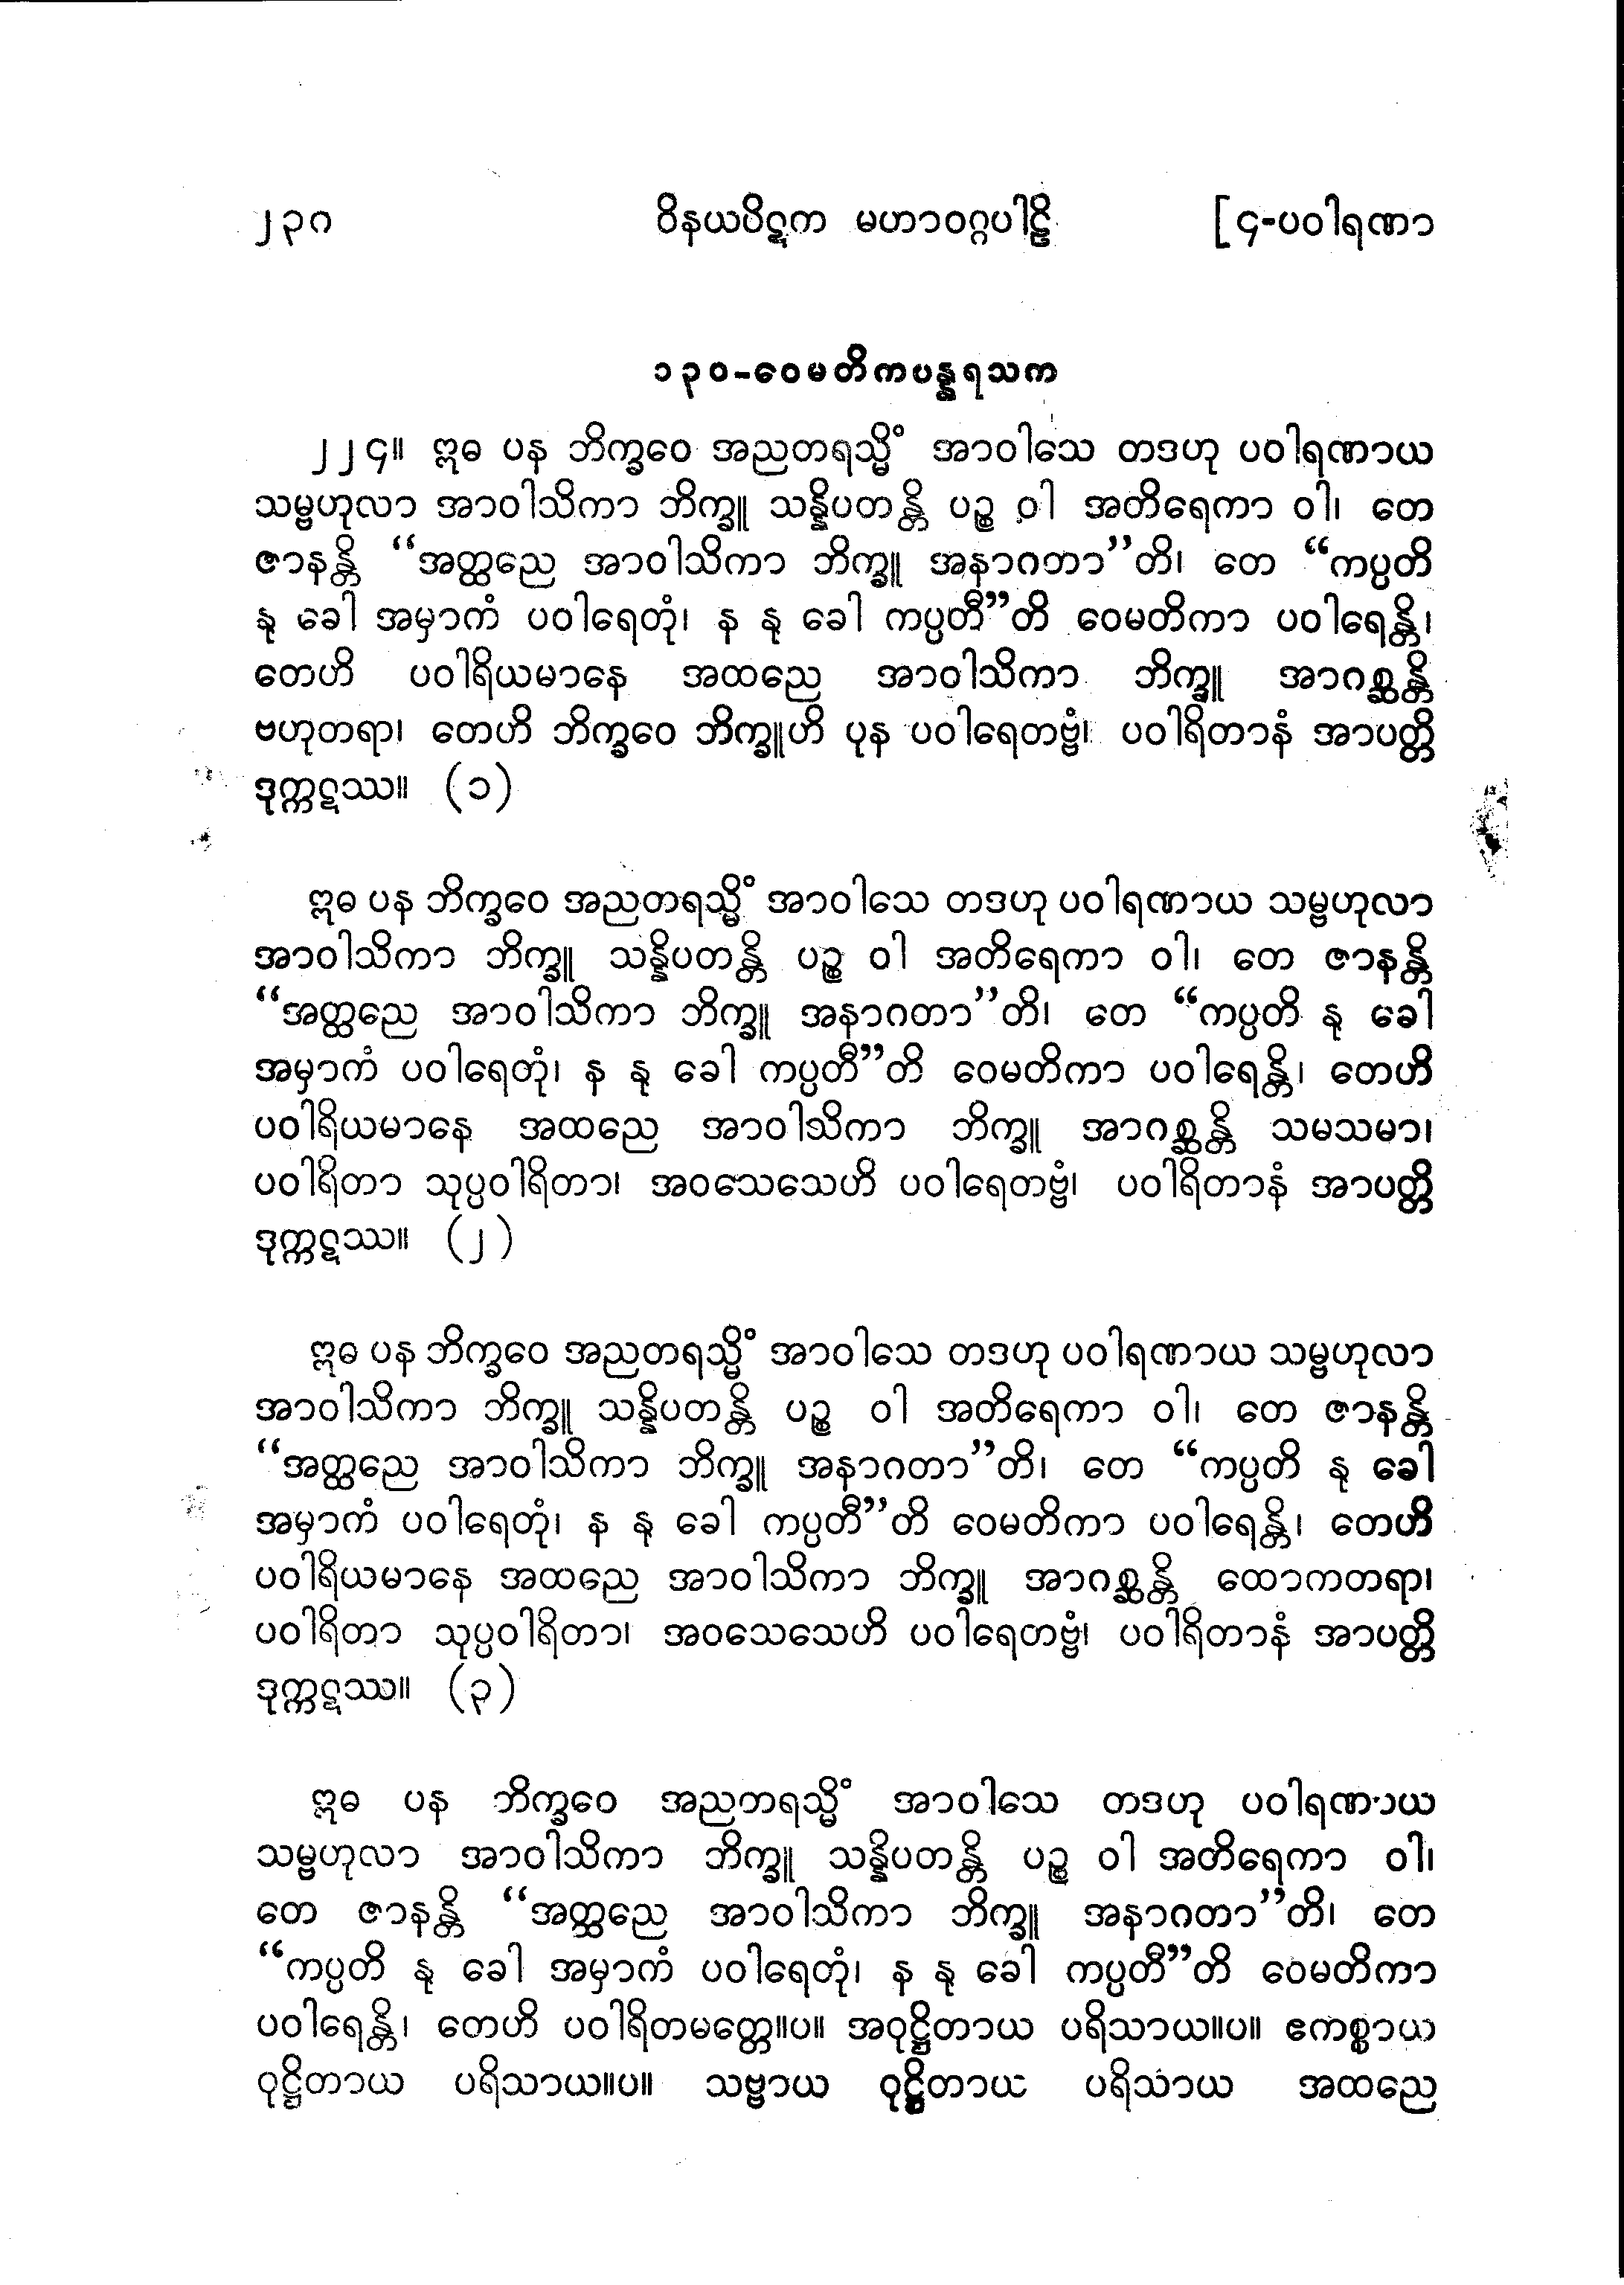 ၂၃ဂ ဝိနယပိဋက မဟာဝဂ္ဂပါဠိ [၄-ပဝါရဏာ
၁၃၀-ဝေမတိကပန္နရသက
၂၂၄။ ဣဓ ပန ဘိက္ခဝေ အညတရသ္မိံ အာဝါသေ တဒဟု ပဝါရဏာယ
သမ္ဗဟုလာ အာဝါသိကာ ဘိက္ခူ သန္နိပတန္တိ ပဉ္စ ဝါ အတိရေကာ ဝါ၊ တေ
ဇာနန္တိ “အတ္ထညေ အာဝါသိကာ ဘိက္ခူ အနာဂတာ”တိ၊ တေ “ကပ္ပတိ
နု ခေါ အမှာကံ ပဝါရေတုံ၊ န နု ခေါ ကပ္ပတီ”တိ ဝေမတိကာ ပဝါရေန္တိ၊
တေဟိ ပဝါရိယမာနေ အထညေ အာဝါသိကာ ဘိက္ခူ အာဂစ္ဆန္တိ
ဗဟုတရာ၊ တေဟိ ဘိက္ခဝေ ဘိက္ခူဟိ ပုန ပဝါရေတဗ္ဗံ၊ ပဝါရိတာနံ အာပတ္တိ
ဒုက္ကဋဿ။ (၁)
ဣဓ ပန ဘိက္ခဝေ အညတရသ္မိံ အာဝါသေ တဒဟု ပဝါရဏာယ သမ္ဗဟုလာ
အာဝါသိကာ ဘိက္ခူ သန္နိပတန္တိ ပဉ္စ ဝါ အတိရေကာ ဝါ၊ တေ ဇာနန္တိ
“အတ္ထညေ အာဝါသိကာ ဘိက္ခူ အနာဂတာ”တိ၊ တေ “ကပ္ပတိ နု ခေါ
အမှာကံ ပဝါရေတုံ၊ န နု ခေါ ကပ္ပတီ”တိ ဝေမတိကာ ပဝါရေန္တိ၊ တေဟိ
ပဝါရိယမာနေ အထညေ အာဝါသိကာ ဘိက္ခူ အာဂစ္ဆန္တိ သမသမာ၊
ပဝါရိတာ သုပ္ပဝါရိတာ၊ အဝသေသေဟိ ပဝါရေတဗ္ဗံ၊ ပဝါရိတာနံ အာပတ္တိ
ဒုက္ကဋဿ။ (၂)
ဣဓ ပန ဘိက္ခဝေ အညတရသ္မိံ အာဝါသေ တဒဟု ပဝါရဏာယ သမ္ဗဟုလာ
အာဝါသိကာ ဘိက္ခူ သန္နိပတန္တိ ပဉ္စ ဝါ အတိရေကာ ဝါ၊ တေ ဇာနန္တိ
“အတ္ထညေ အာဝါသိကာ ဘိက္ခူ အနာဂတာ”တိ၊ တေ “ကပ္ပတိ နု ခေါ
အမှာကံ ပဝါရေတုံ၊ န နု ခေါ ကပ္ပတီ”တိ ဝေမတိကာ ပဝါရေန္တိ၊ တေဟိ
ပဝါရိယမာနေ အထညေ အာဝါသိကာ ဘိက္ခူ အာဂစ္ဆန္တိ ထောကတရာ၊
ပဝါရိတာ သုပ္ပဝါရိတာ၊ အဝသေသေဟိ ပဝါရေတဗ္ဗံ၊ ပဝါရိတာနံ အာပတ္တိ
ဒုက္ကဋဿ။ (၃)
ဣဓ ပန ဘိက္ခဝေ အညတရသ္မိံ အာဝါသေ တဒဟု ပဝါရဏာယ
သမ္ဗဟုလာ အာဝါသိကာ ဘိက္ခူ သန္နိပတန္တိ ပဉ္စ ဝါ အတိရေကာ ဝါ၊
တေ ဇာနန္တိ “အတ္ထညေ အာဝါသိကာ ဘိက္ခူ အနာဂတာ”တိ၊ တေ
“ကပ္ပတိ နု ခေါ အမှာကံ ပဝါရေတုံ၊ န နု ခေါ ကပ္ပတီ”တိ ဝေမတိကာ
ပဝါရေန္တိ၊ တေဟိ ပဝါရိတမတ္တေ။ပ။ အဝုဋ္ဌိတာယ ပရိသာယ။ပ။ ဧကစ္စာယ
ဝုဋ္ဌိတာယ ပရိသာယ။ပ။ သဗ္ဗာယ ဝုဋ္ဌိတာယ ပရိသာယ အထညေ